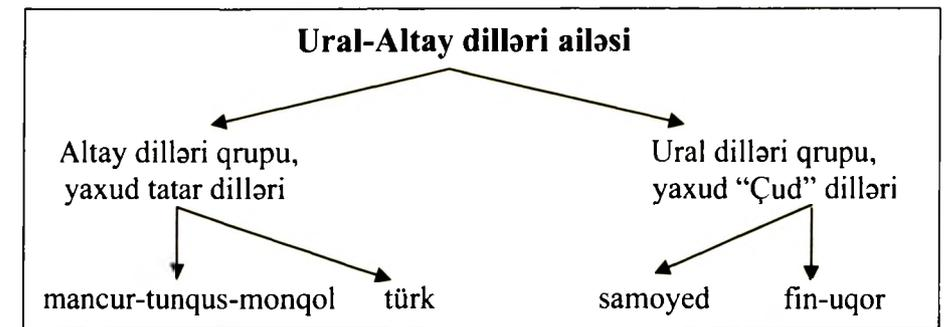 Ural-Altay dilləri ailəsi
Altay dilləri qrupu,
yaxud tatar dilləri
Ural dilləri qrupu,
yaxud “Çud” dilləri
mancur-tunqus-monqol türk samoyed fin-uqor